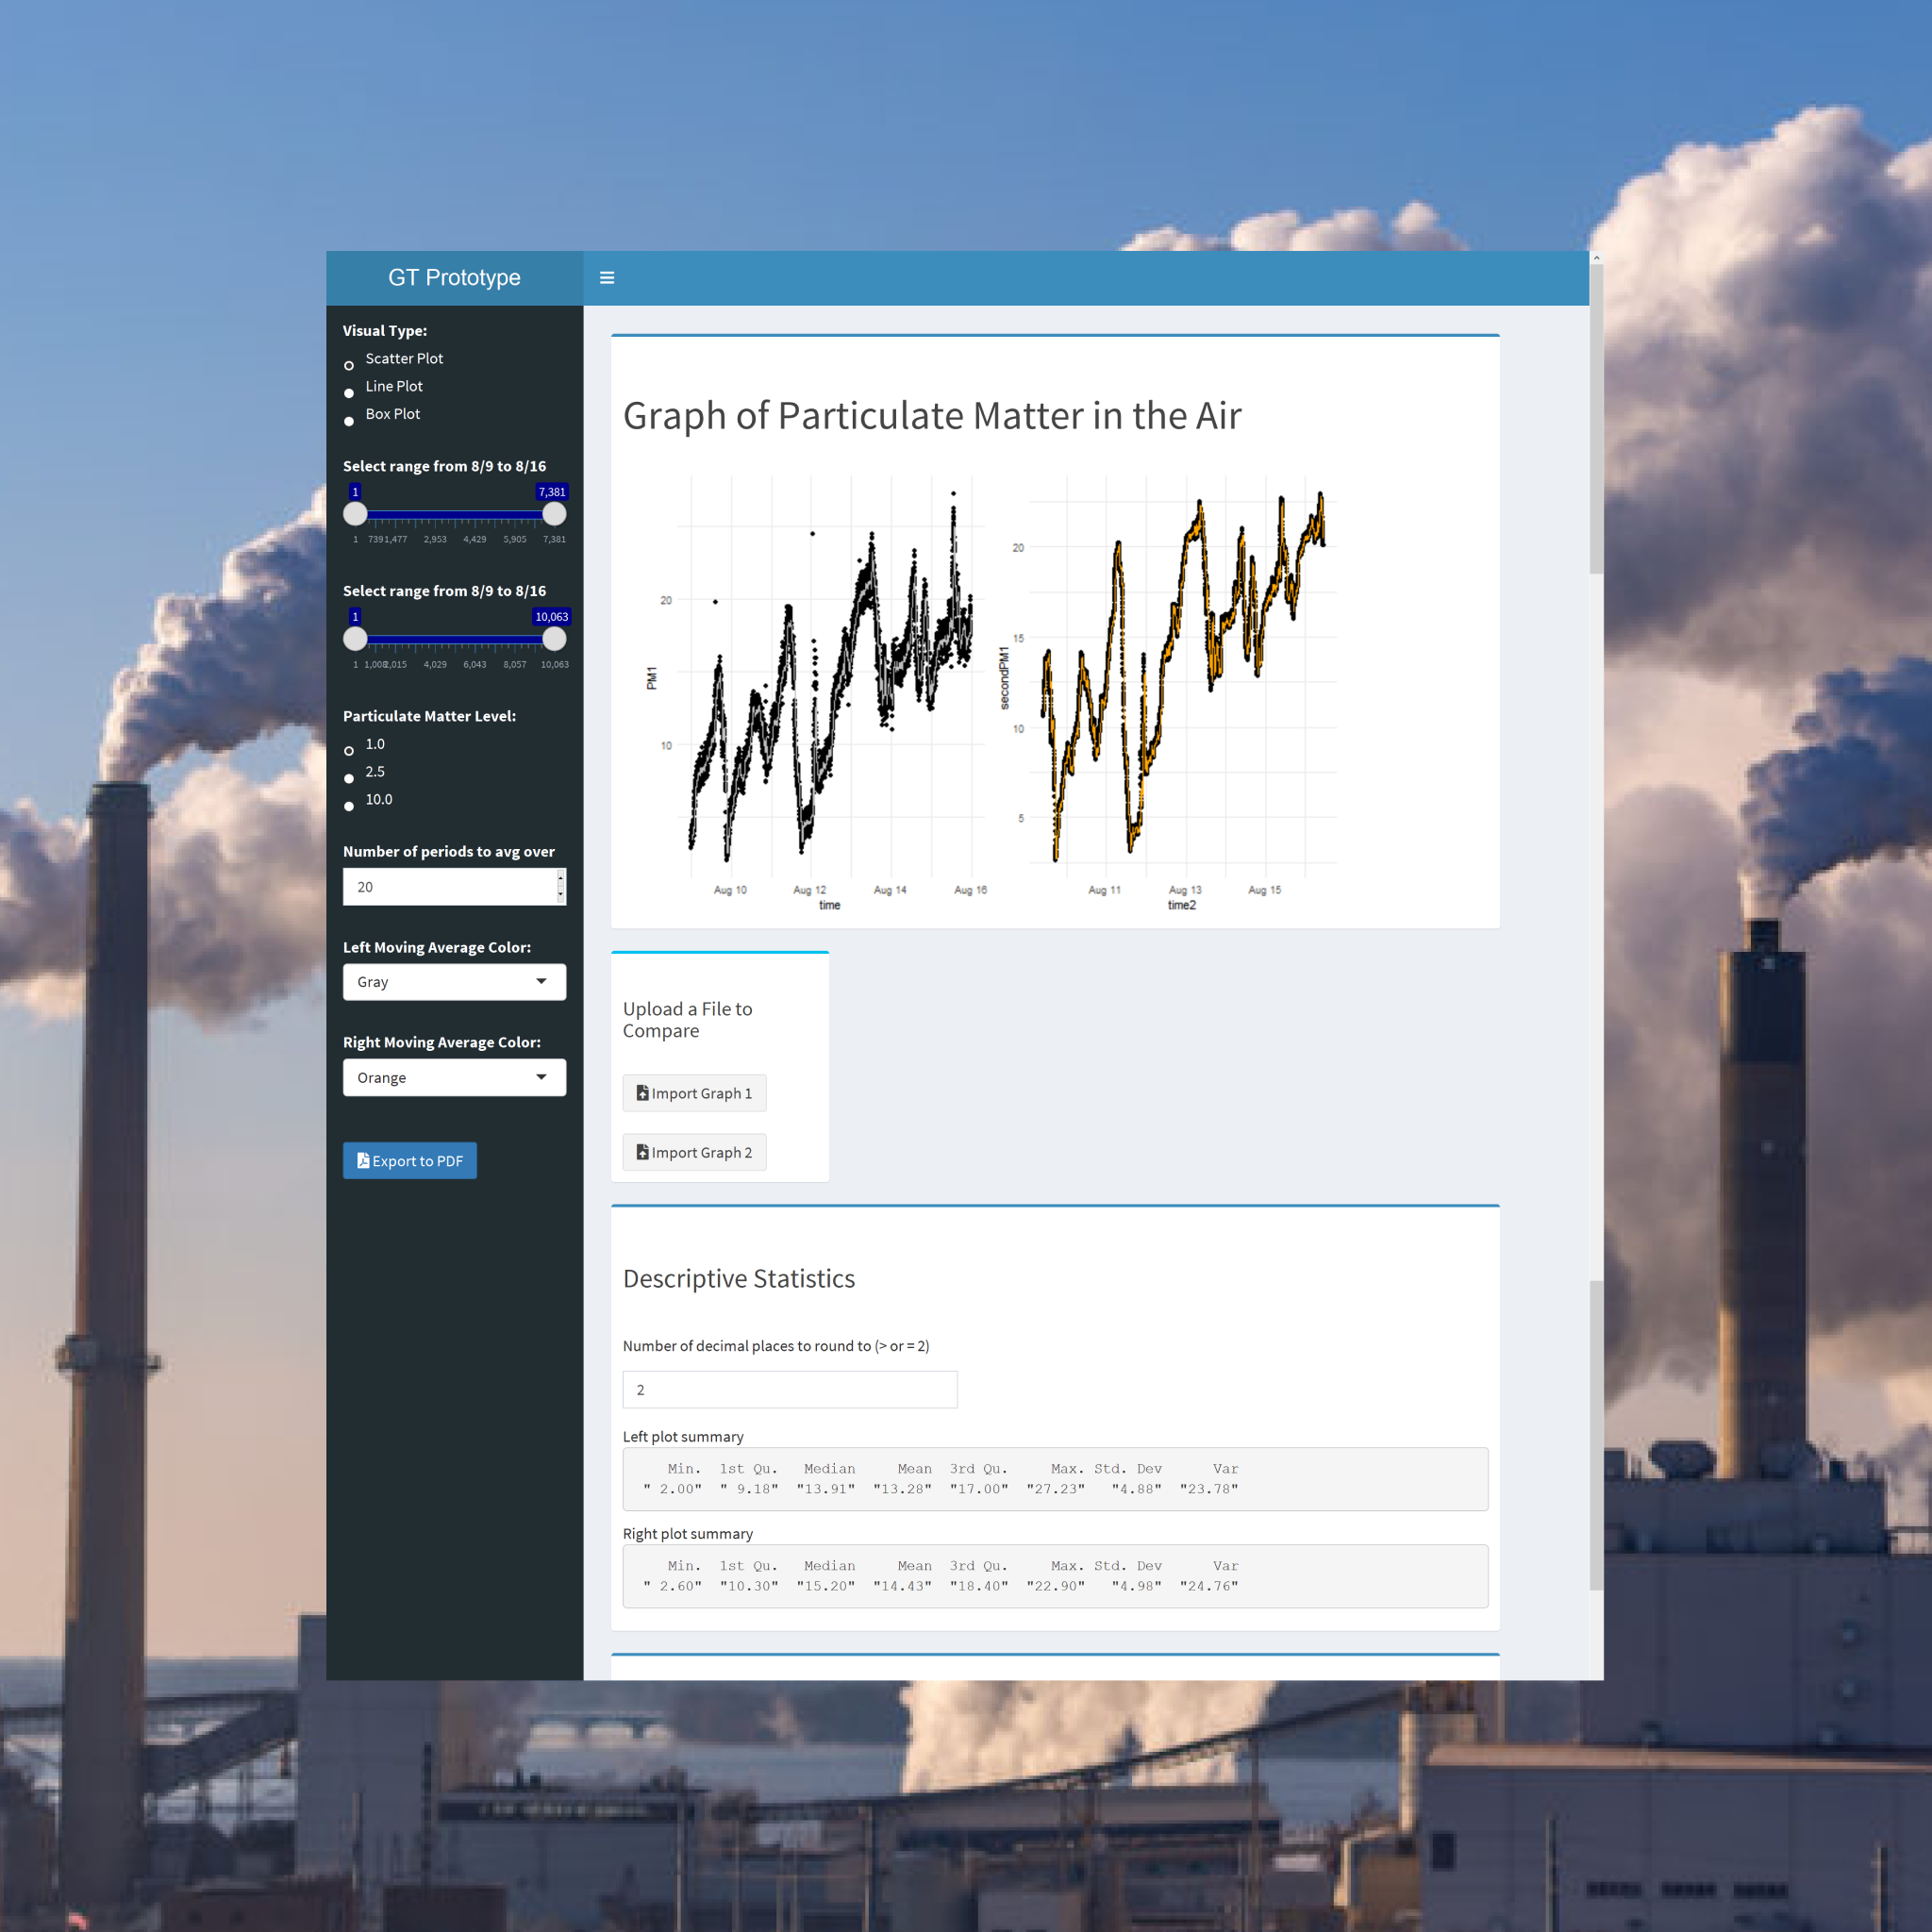 GT Prototype
Visual Type:
Scatter Plot
Line Plot
Box Plot
Select range from 8/9 to 8/16
1 7,381
1 739 1,477 2,953 4,429 5,905 7,381
Select range from 8/9 to 8/16
1 10,063
1 1,008 2,015 4,029 6,043 8,057 10,063
Particulate Matter Level:
1.0
2.5
10.0
Number of periods to avg over
20
Left Moving Average Color:
Gray
Right Moving Average Color:
Orange
Export to PDF
Graph of Particulate Matter in the Air
PM1
20
10
Aug 10 Aug 12 Aug 14 Aug 16
time
secondPM1
20
15
10
5
Aug 11 Aug 13 Aug 15
time2
Upload a File to
Compare
Import Graph 1
Import Graph 2
Descriptive Statistics
Number of decimal places to round to (> or = 2)
2
Left plot summary
Min. 1st Qu. Median Mean 3rd Qu. Max. Std. Dev Var
" 2.00" " 9.18" "13.91" "13.28" "17.00" "27.23" "4.88" "23.78"
Right plot summary
Min. 1st Qu. Median Mean 3rd Qu. Max. Std. Dev Var
" 2.60" "10.30" "15.20" "14.43" "18.40" "22.90" "4.98" "24.76"